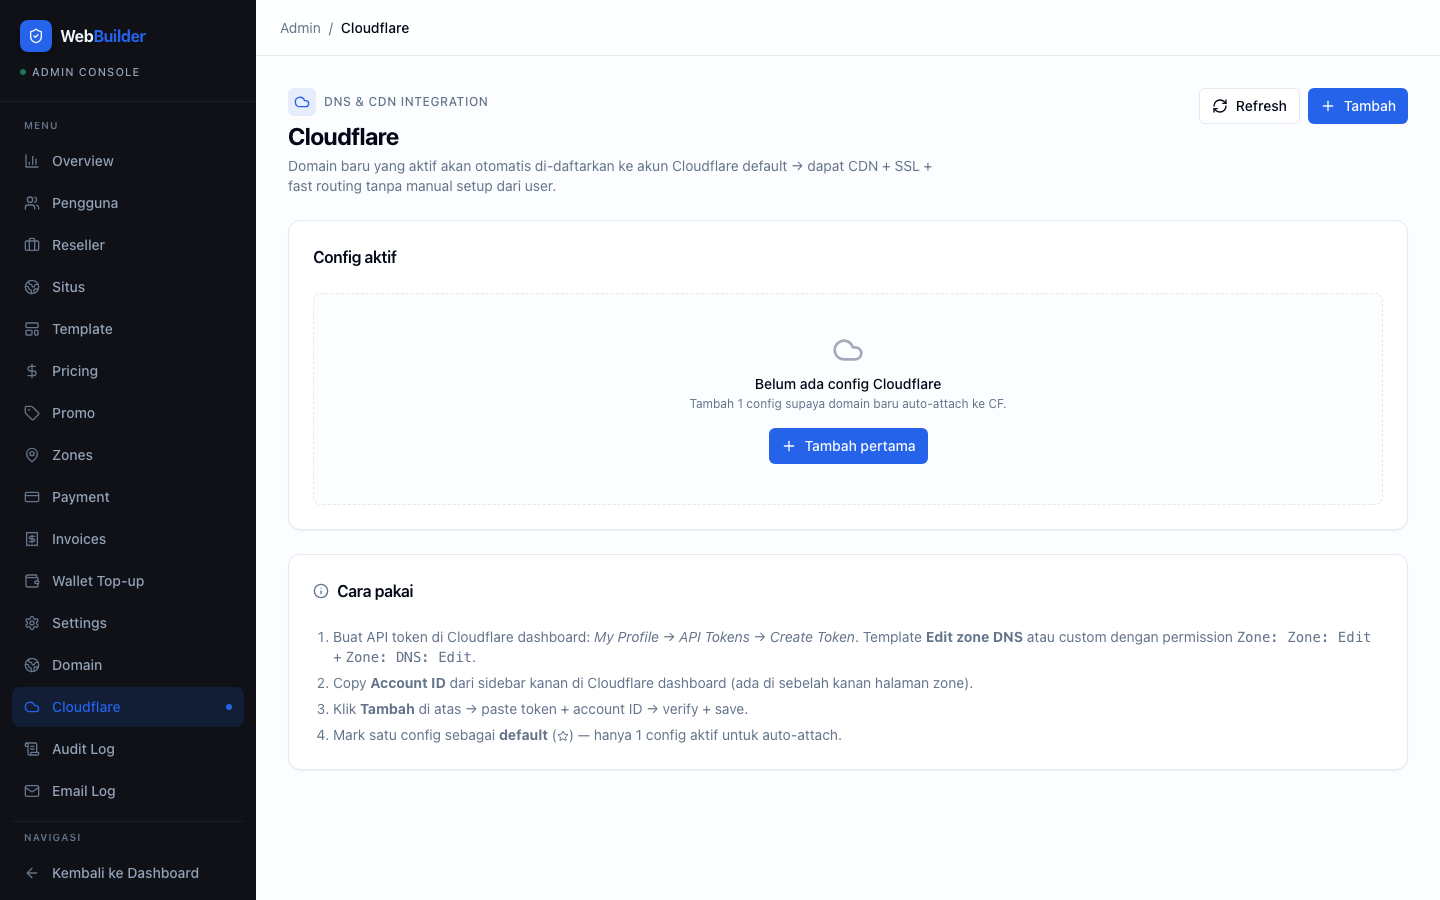 WebBuilder
ADMIN CONSOLE
MENU
Overview
Pengguna
Reseller
Situs
Template
Pricing
Promo
Zones
Payment
Invoices
Wallet Top-up
Settings
Domain
Cloudflare
Audit Log
Email Log
NAVIGASI
Kembali ke Dashboard
Admin / Cloudflare
DNS & CDN INTEGRATION
Cloudflare
Domain baru yang aktif akan otomatis di-daftarkan ke akun Cloudflare default → dapat CDN + SSL +
fast routing tanpa manual setup dari user.
Refresh
Tambah
Config aktif
Belum ada config Cloudflare
Tambah 1 config supaya domain baru auto-attach ke CF.
Tambah pertama
Cara pakai
1. Buat API token di Cloudflare dashboard: My Profile → API Tokens → Create Token. Template Edit zone DNS atau custom dengan permission Zone: Zone: Edit
+ Zone: DNS: Edit.
2. Copy Account ID dari sidebar kanan di Cloudflare dashboard (ada di sebelah kanan halaman zone).
3. Klik Tambah di atas → paste token + account ID → verify + save.
4. Mark satu config sebagai default (☆) — hanya 1 config aktif untuk auto-attach.